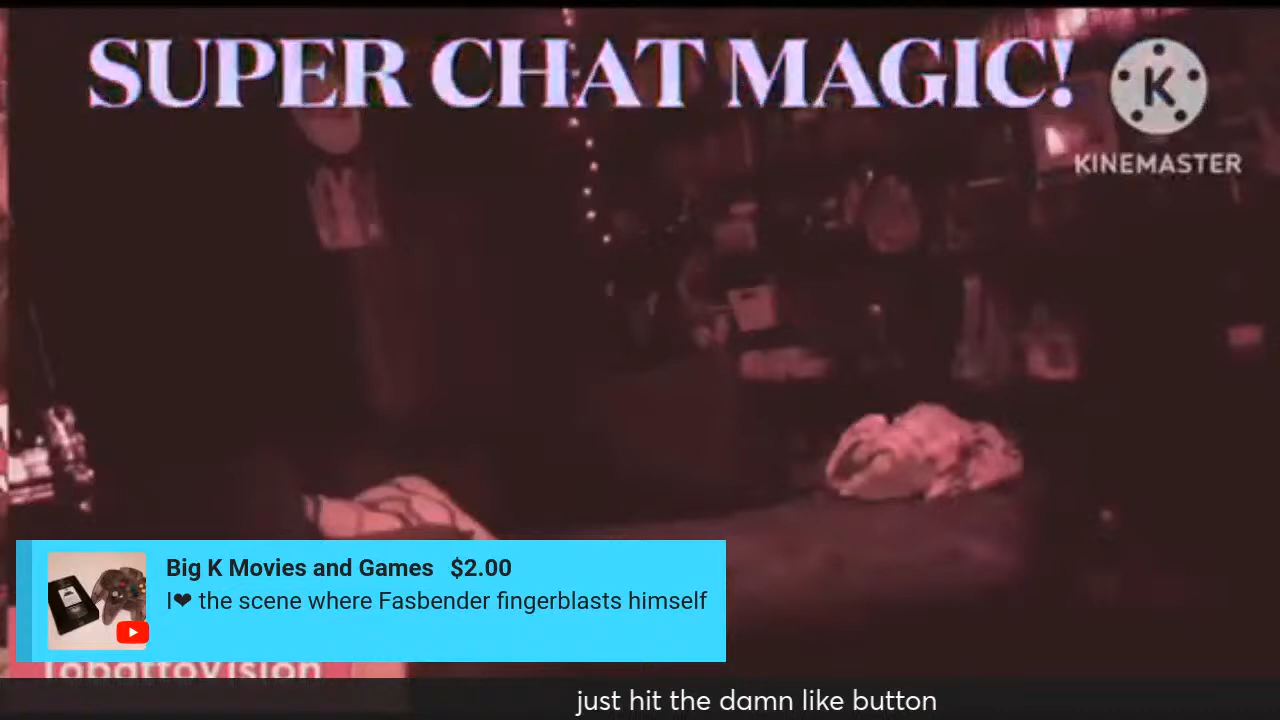 SUPER CHAT MAGIC!
K
KINEMASTER
Big K Movies and Games $2.00
I❤ the scene where Fasbender fingerblasts himself
TobattoVision
just hit the damn like button